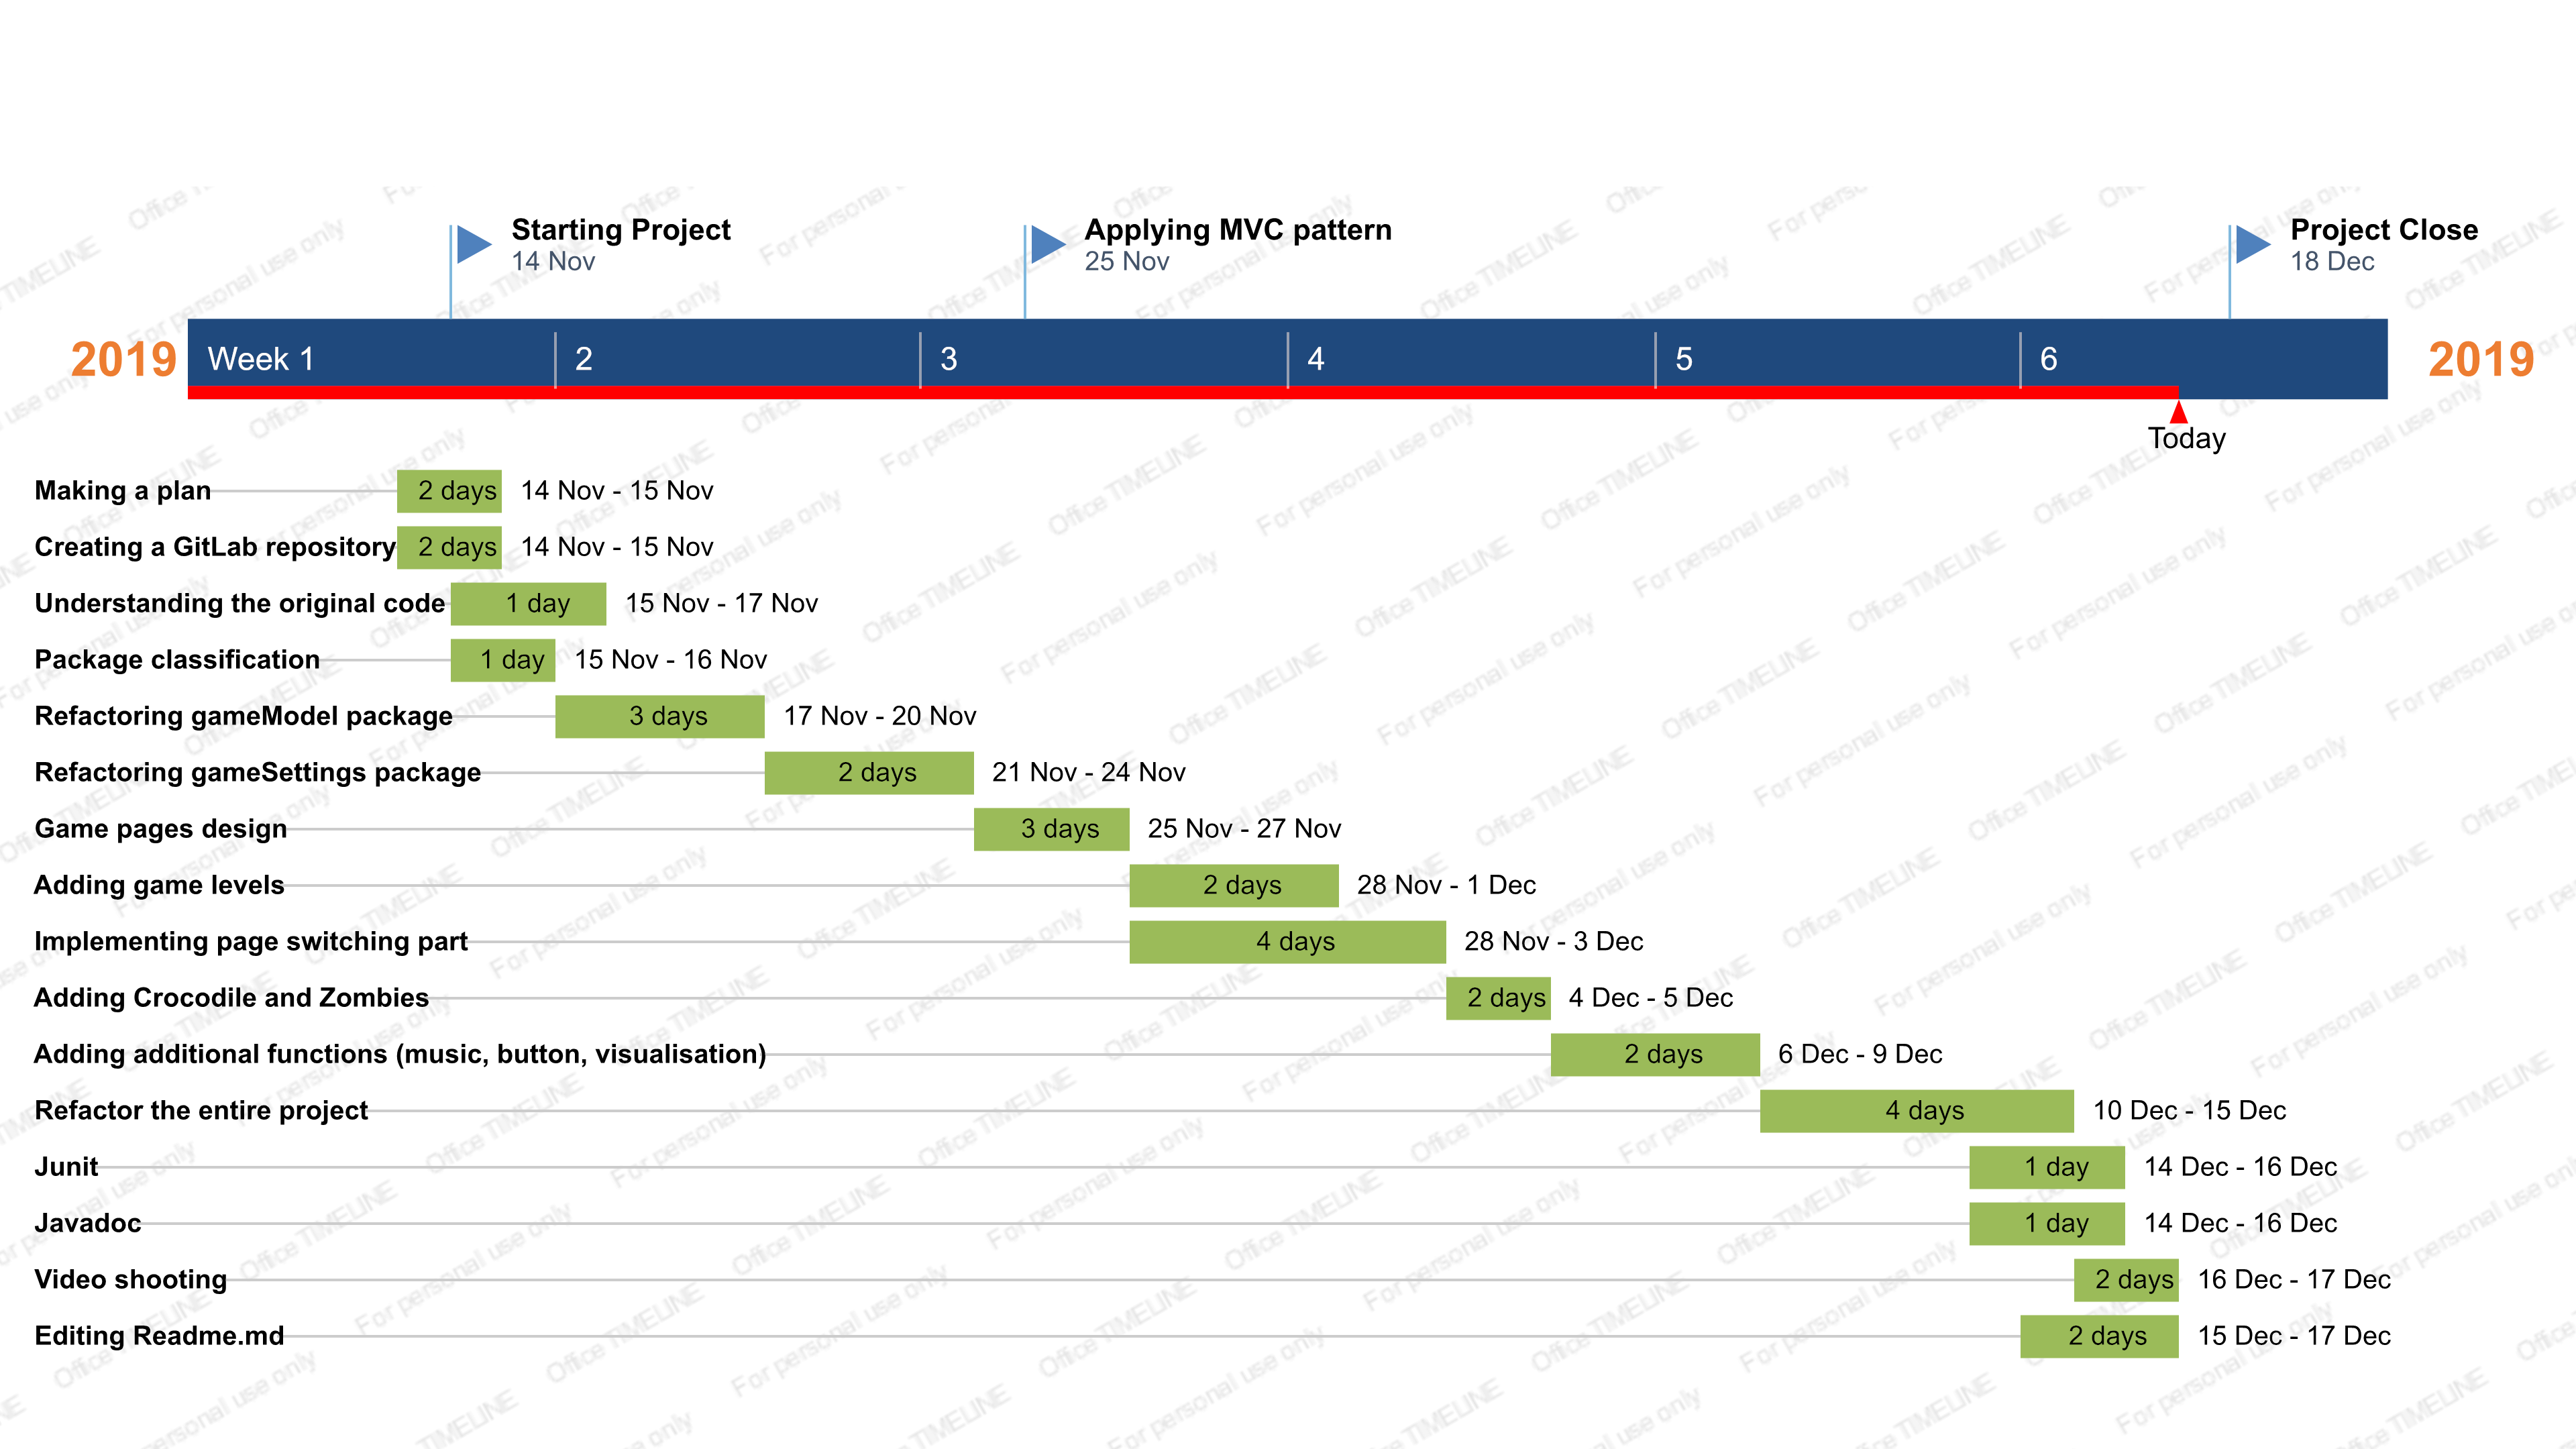 Starting Project
14 Nov
Applying MVC pattern
25 Nov
Project Close
18 Dec
2019 Week 1 2 3 4 5 6 2019
Today
Making a plan 2 days 14 Nov - 15 Nov
Creating a GitLab repository 2 days 14 Nov - 15 Nov
Understanding the original code 1 day 15 Nov - 17 Nov
Package classification 1 day 15 Nov - 16 Nov
Refactoring gameModel package 3 days 17 Nov - 20 Nov
Refactoring gameSettings package 2 days 21 Nov - 24 Nov
Game pages design 3 days 25 Nov - 27 Nov
Adding game levels 2 days 28 Nov - 1 Dec
Implementing page switching part 4 days 28 Nov - 3 Dec
Adding Crocodile and Zombies 2 days 4 Dec - 5 Dec
Adding additional functions (music, button, visualisation) 2 days 6 Dec - 9 Dec
Refactor the entire project 4 days 10 Dec - 15 Dec
Junit 1 day 14 Dec - 16 Dec
Javadoc 1 day 14 Dec - 16 Dec
Video shooting 2 days 16 Dec - 17 Dec
Editing Readme.md 2 days 15 Dec - 17 Dec
Office TIMELINE For personal use only